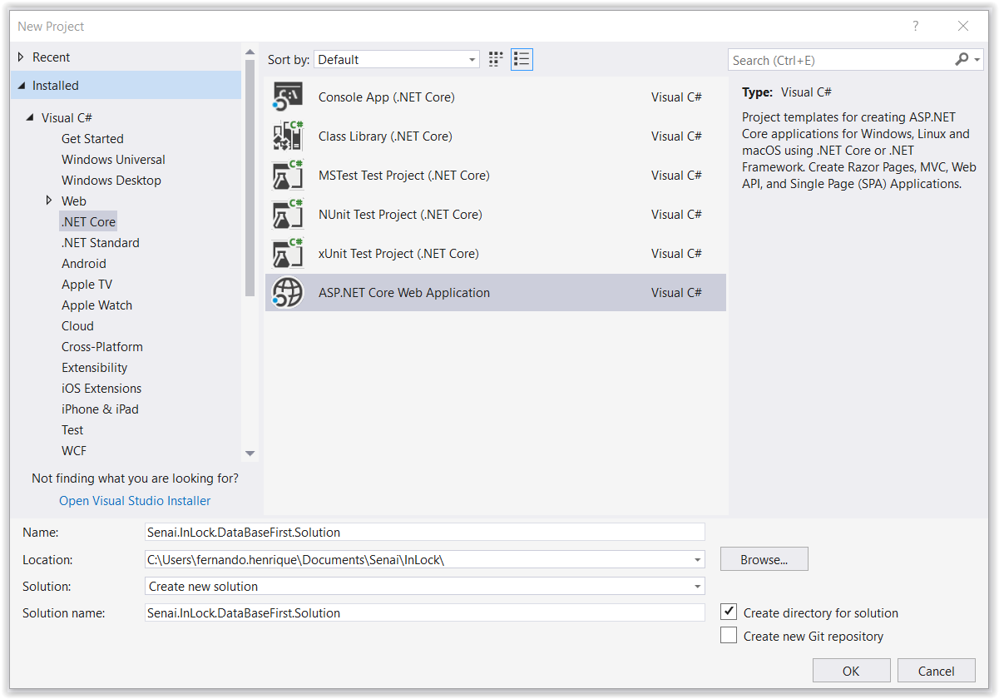 New Project
?
Recent
Installed
Visual C#
Get Started
Windows Universal
Windows Desktop
Web
.NET Core
.NET Standard
Android
Apple TV
Apple Watch
Cloud
Cross-Platform
Extensibility
iOS Extensions
iPhone & iPad
Test
WCF
Not finding what you are looking for?
Open Visual Studio Installer
Sort by: Default
Console App (.NET Core) Visual C#
Class Library (.NET Core) Visual C#
MSTest Test Project (.NET Core) Visual C#
NUnit Test Project (.NET Core) Visual C#
xUnit Test Project (.NET Core) Visual C#
ASP.NET Core Web Application Visual C#
Search (Ctrl+E)
Type: Visual C#
Project templates for creating ASP.NET
Core applications for Windows, Linux and
macOS using .NET Core or .NET
Framework. Create Razor Pages, MVC, Web
API, and Single Page (SPA) Applications.
Name: Senai.InLock.DataBaseFirst.Solution
Location: C:\Users\fernando.henrique\Documents\Senai\InLock\
Browse...
Solution: Create new solution
Solution name: Senai.InLock.DataBaseFirst.Solution
Create directory for solution
Create new Git repository
OK Cancel